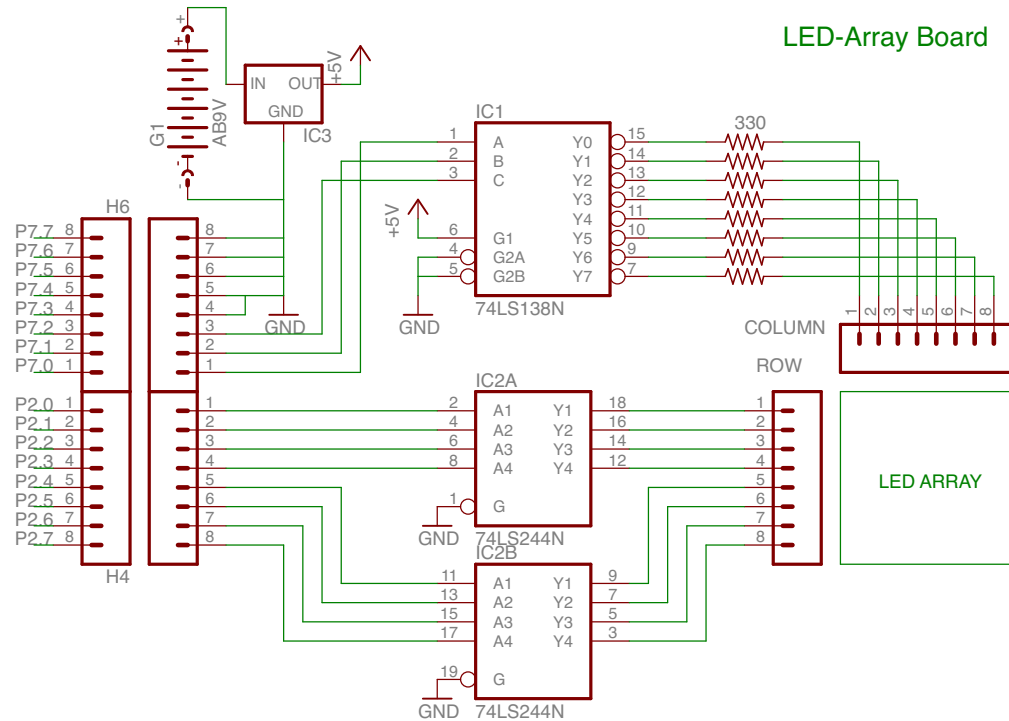 LED-Array Board
+
G1
AB9V
-
-
IN
OUT
GND
IC3
+5V
IC1
1
2
3
6
4
5
A
B
C
G1
G2A
G2B
Y0
Y1
Y2
Y3
Y4
Y5
Y6
Y7
15
14
13
12
11
10
9
7
74LS138N
330
+5V
GND
GND
H6
P7.7 8
P7.6 7
P7.5 6
P7.4 5
P7.3 4
P7.2 3
P7.1 2
P7.0 1
8
7
6
5
4
3
2
1
P2.0 1
P2.1 2
P2.2 3
P2.3 4
P2.4 5
P2.5 6
P2.6 7
P2.7 8
H4
1
2
3
4
5
6
7
8
IC2A
2 A1 Y1 18
4 A2 Y2 16
6 A3 Y3 14
8 A4 Y4 12
1 G
GND
74LS244N
IC2B
11 A1 Y1 9
13 A2 Y2 7
15 A3 Y3 5
17 A4 Y4 3
19 G
GND
74LS244N
COLUMN
1
2
3
4
5
6
7
8
ROW
1
2
3
4
5
6
7
8
LED ARRAY